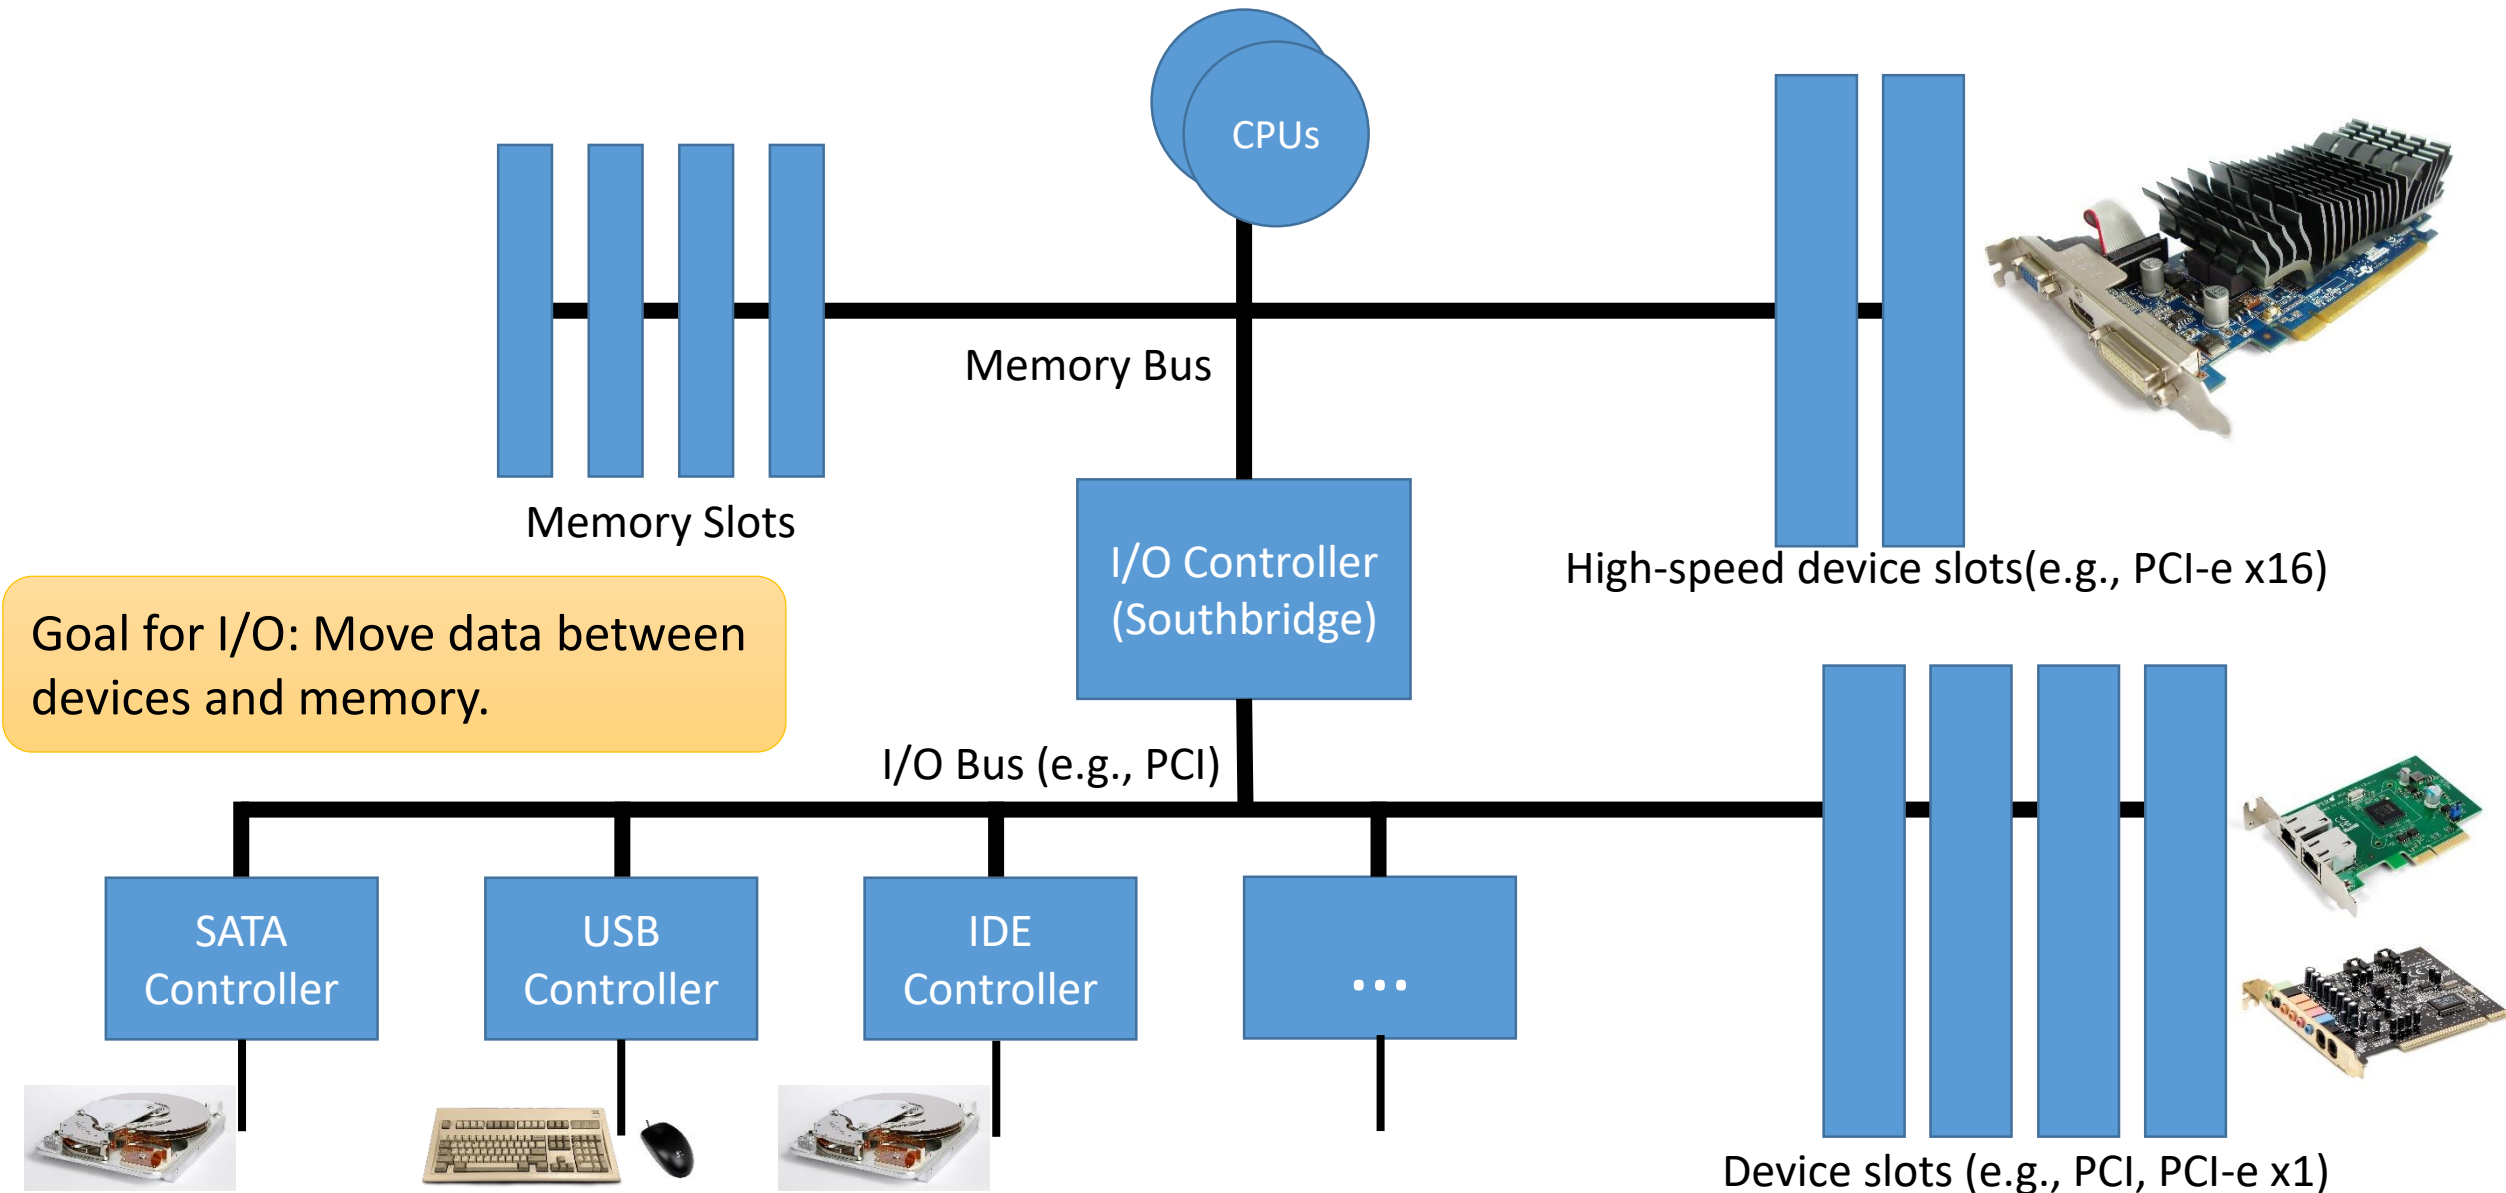 CPUs
Memory Bus
Memory Slots
I/O Controller
(Southbridge)
High-speed device slots(e.g., PCI-e x16)
Goal for I/O: Move data between
devices and memory.
I/O Bus (e.g., PCI)
SATA
Controller
USB
Controller
IDE
Controller
...
Device slots (e.g., PCI, PCI-e x1)